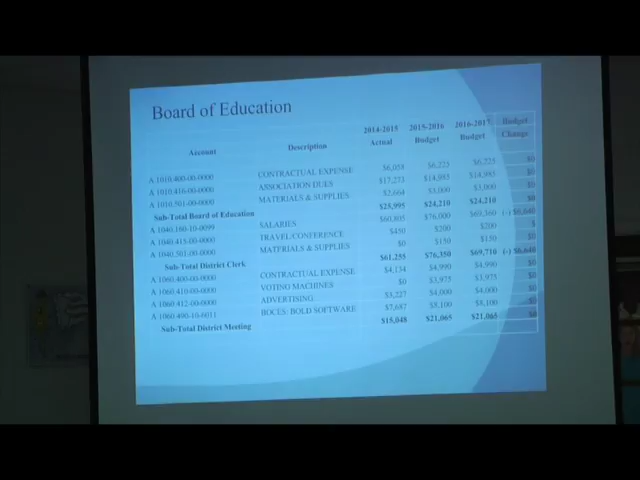 Board of Education
Account Description 2014/2015 Actual 2015-2016 Budget 2016-2017 Budget Budget Change
A 1010.400-00-0000 CONTRACTUAL EXPENSE $6,058 $6,225 $6,225 $0
A 1010.416-00-0000 ASSOCIATION DUES $17,273 $14,985 $14,985 $0
A 1010.501-00-0000 MATERIALS & SUPPLIES $2,664 $3,000 $3,000 $0
Sub-Total Board of Education $25,995 $24,210 $24,210 $0
A 1040.160-10-0099 SALARIES $60,805 $76,000 $69,360 (-) $6,640
A 1040.415-00-0000 TRAVEL/CONFERENCE $450 $200 $200 $
A 1040.501-00-0000 MATERIALS & SUPPLIES $0 $150 $150 $0
Sub-Total District Clerk $61,255 $76,350 $69,710 (-) $6,640
A 1060.400-00-0000 CONTRACTUAL EXPENSE $4,134 $4,990 $4,990 $0
A 1060.410-00-0000 VOTING MACHINES $0 $3,975 $3,975 $0
A 1060.412-00-0000 ADVERTISING $3,227 $4,000 $4,000 $0
A 1060.490-10-0011 BOCES: BOLD SOFTWARE $7,687 $8,100 $8,100 $0
Sub-Total District Meeting $15,048 $21,065 $21,065 $0